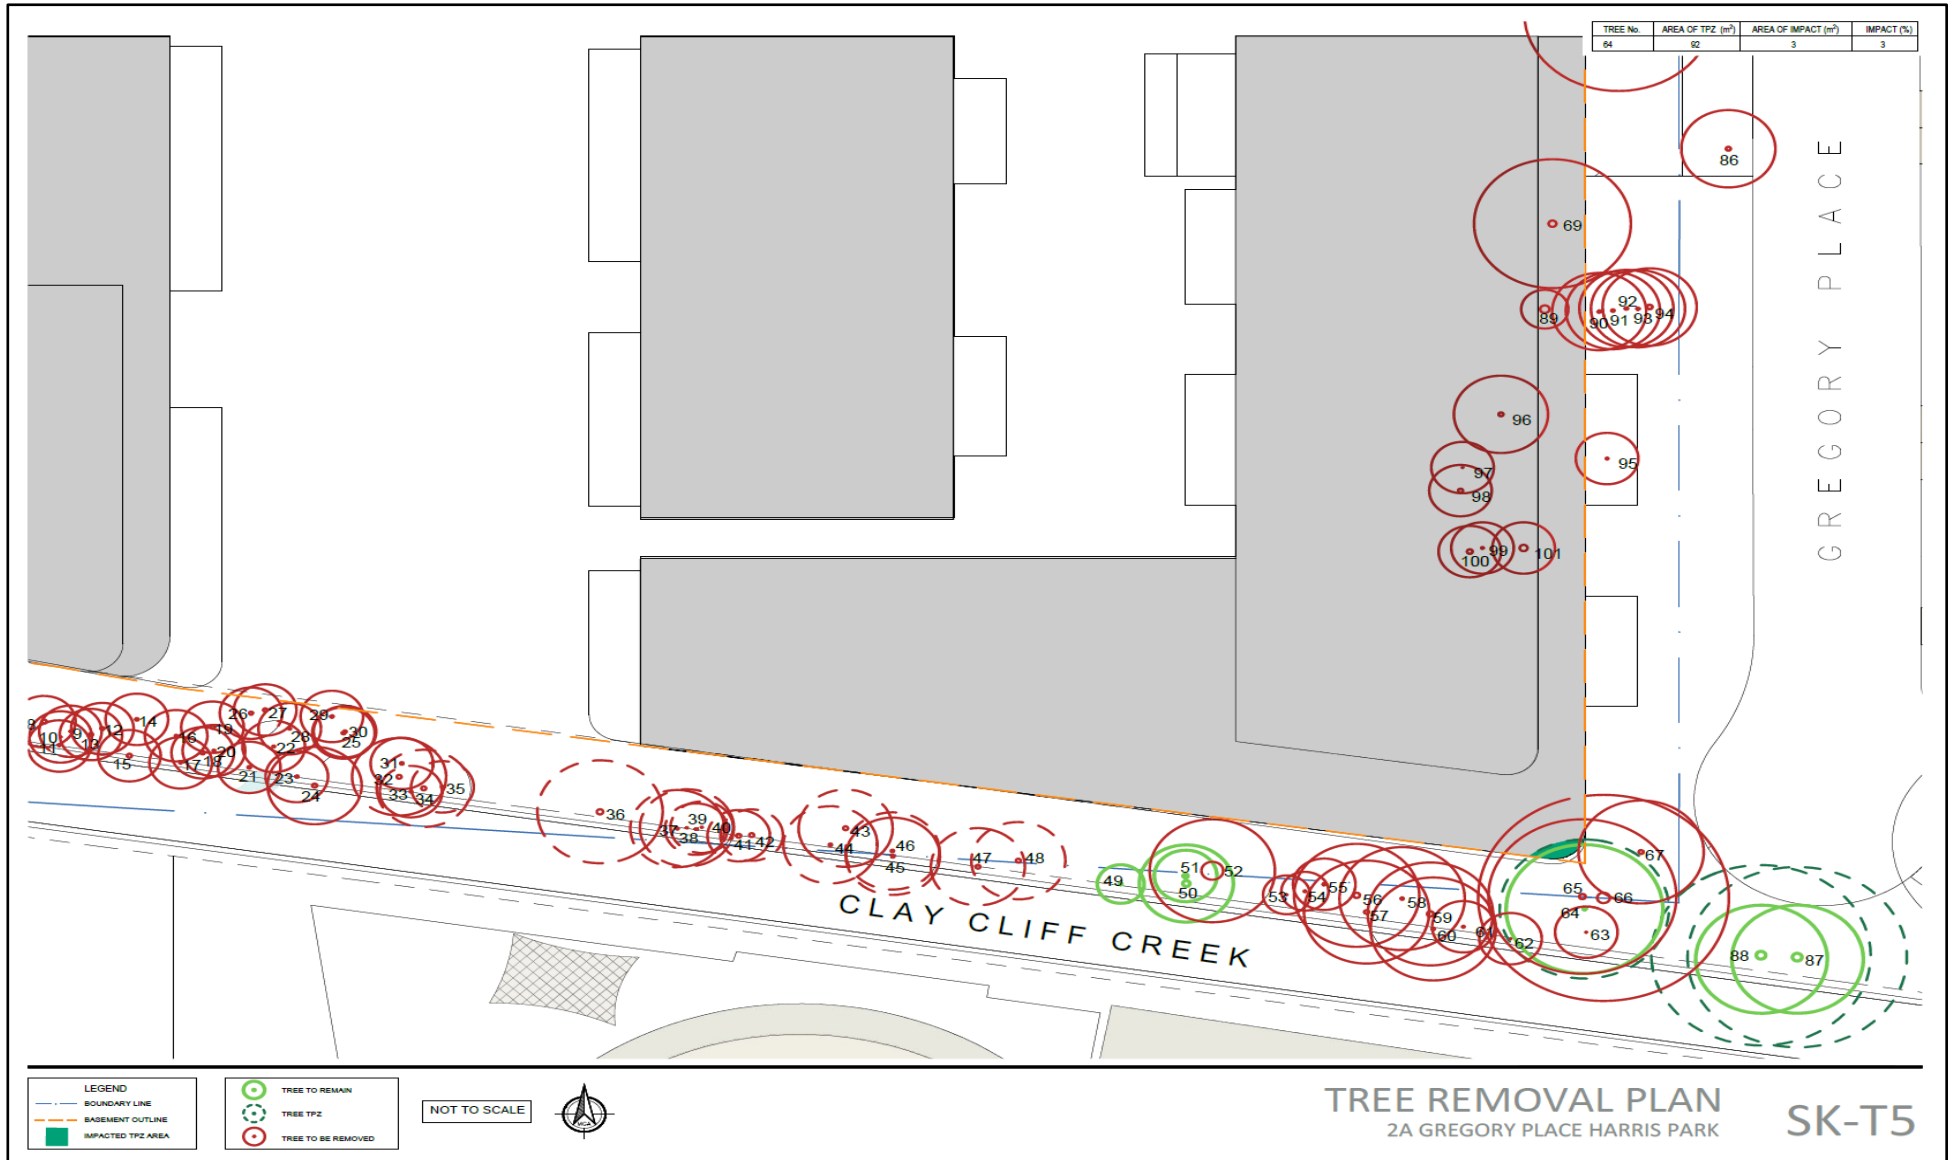 TREE No. AREA OF TPZ (m²) AREA OF IMPACT (m²) IMPACT (%)
64 92 3 3
86
69
89 90 91 92 93 94
96
95
97
98
99
100
101
GREGORY PLACE
8 9 10 11 12 13 14 15 16 17 18 19 20 21 22 23 24 25 26 27 28 29 30
31 32 33 34 35
36 37 38 39 40 41 42
43 44 45 46 47 48
49 50 51 52
53 54 55 56 57 58 59 60 61 62
63 64 65 66 67
88 87
CLAY CLIFF CREEK
LEGEND
BOUNDARY LINE
BASEMENT OUTLINE
IMPACTED TPZ AREA
TREE TO REMAIN
TREE TPZ
TREE TO BE REMOVED
NOT TO SCALE
MGA
TREE REMOVAL PLAN
2A GREGORY PLACE HARRIS PARK
SK-T5